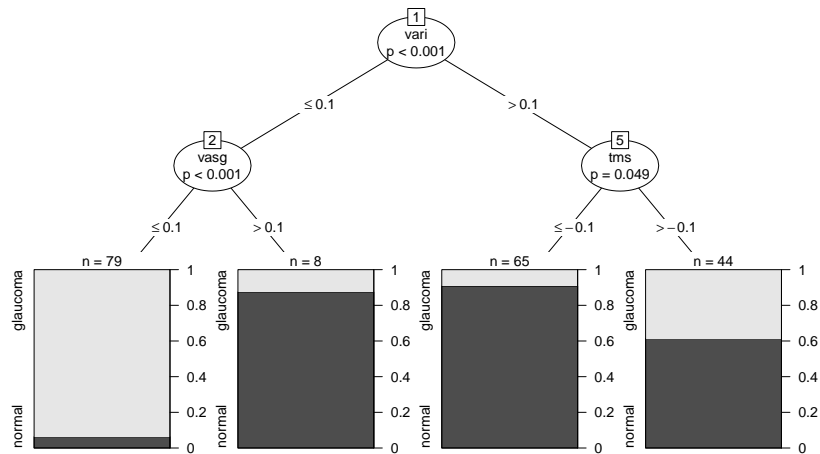 1
vari
p < 0.001
≤ 0.1
> 0.1
2
vasg
p < 0.001
5
tms
p = 0.049
≤ 0.1
> 0.1
≤ −0.1
> −0.1
n = 79
glaucoma
normal
1
0.8
0.6
0.4
0.2
0
n = 8
glaucoma
normal
1
0.8
0.6
0.4
0.2
0
n = 65
glaucoma
normal
1
0.8
0.6
0.4
0.2
0
n = 44
glaucoma
normal
1
0.8
0.6
0.4
0.2
0